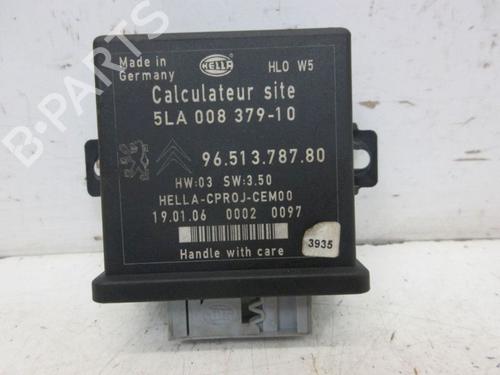 Made in
Germany
HELLA
HLO W5
Calculateur site
5LA 008 379-10
96.513.787.80
HW:03 SW:3.50
HELLA-CPROJ-CEM00
19.01.06 0002 0097
3935
Handle with care
B-PARTS